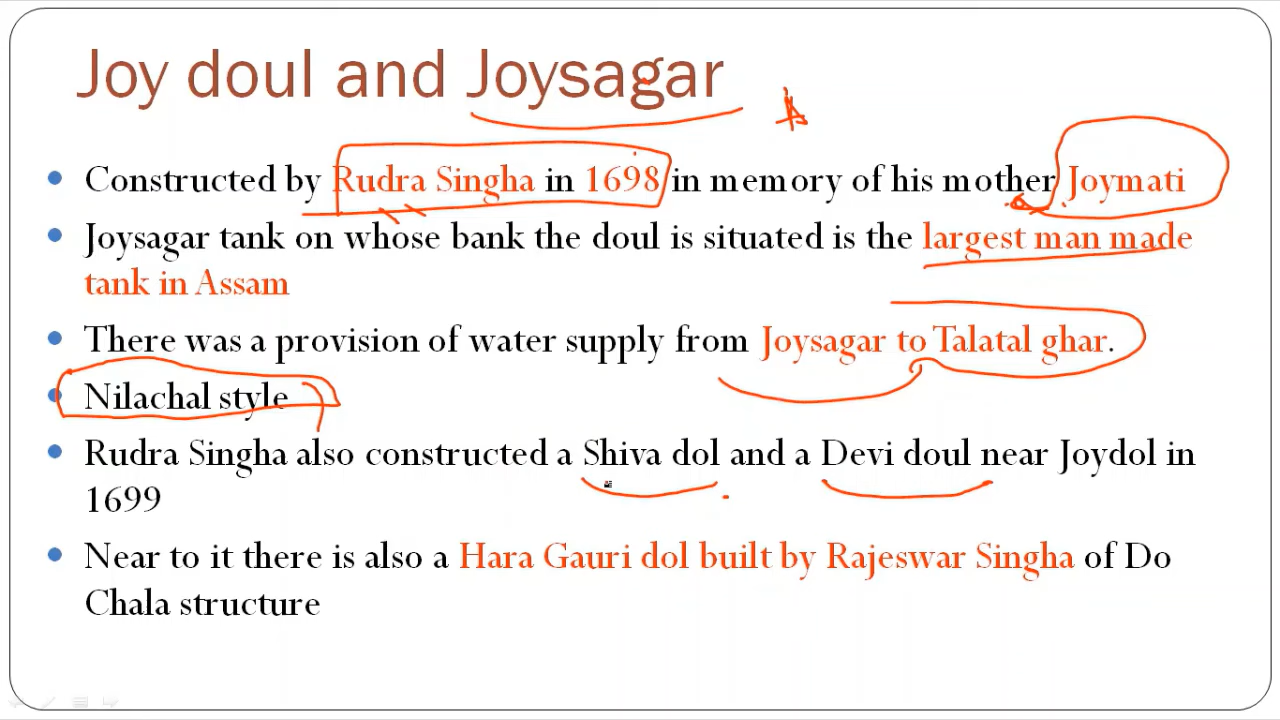 Joy doul and Joysagar
Constructed by Rudra Singha in 1698 in memory of his mother Joymati
Joysagar tank on whose bank the doul is situated is the largest man made
tank in Assam
There was a provision of water supply from Joysagar to Talatal ghar.
Nilachal style
Rudra Singha also constructed a Shiva dol and a Devi doul near Joydol in
1699
Near to it there is also a Hara Gauri dol built by Rajeswar Singha of Do
Chala structure